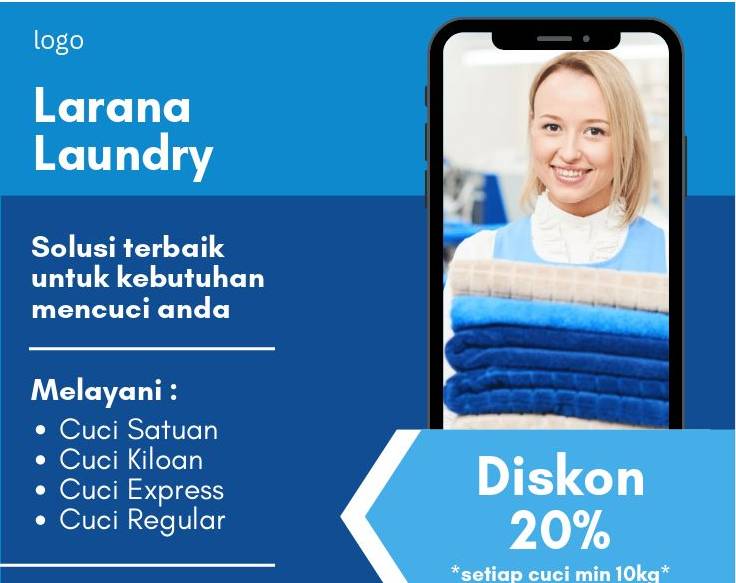 logo
Larana
Laundry
Solusi terbaik
untuk kebutuhan
mencuci anda
Melayani :
• Cuci Satuan
• Cuci Kiloan
• Cuci Express
• Cuci Regular
Diskon
20%
*setiap cuci min 10kg*